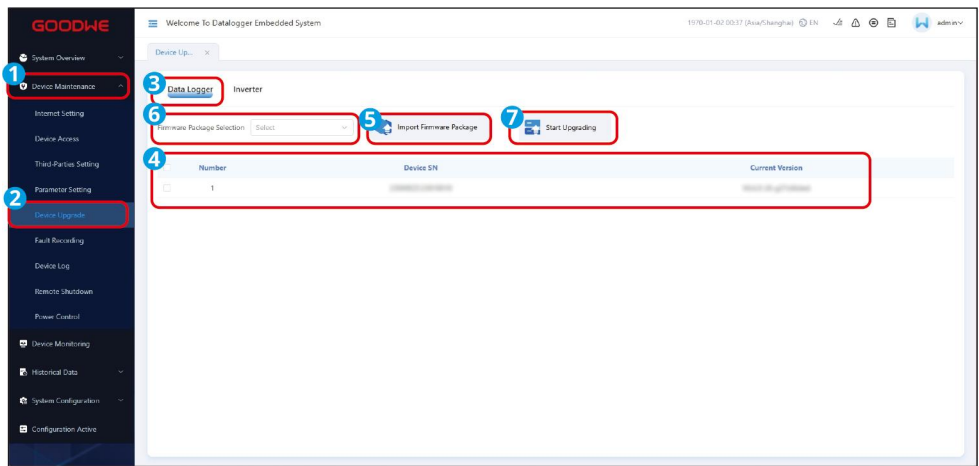 GOODWE
Welcome To Datalogger Embedded System
1970-01-02 00:37 (Asia/Shanghai) EN
admin
System Overview
Device Up...
1
Device Maintenance
3
Data Logger
Inverter
Internet Setting
6
Firmware Package Selection
Select
5
Import Firmware Package
7
Start Upgrading
Device Access
Third-Parties Setting
4
Number
Device SN
Current Version
Parameter Setting
1
2
Device Upgrade
Fault Recording
Device Log
Remote Shutdown
Power Control
Device Monitoring
Historical Data
System Configuration
Configuration Active